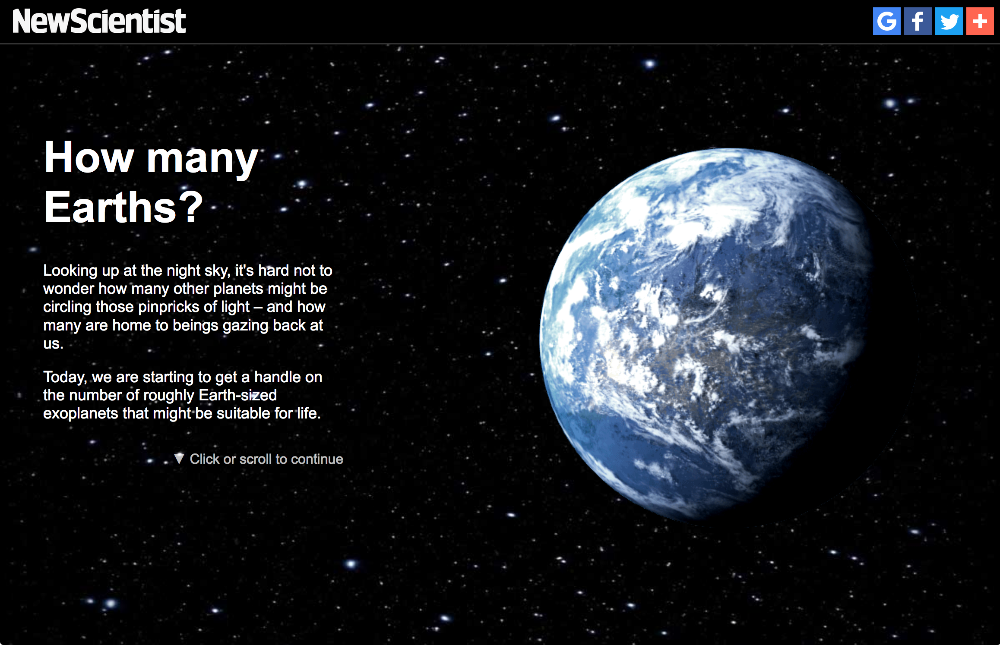 NewScientist
How many
Earths?
Looking up at the night sky, it's hard not to
wonder how many other planets might be
circling those pinpricks of light – and how
many are home to beings gazing back at
us.
Today, we are starting to get a handle on
the number of roughly Earth-sized
exoplanets that might be suitable for life.
▼ Click or scroll to continue